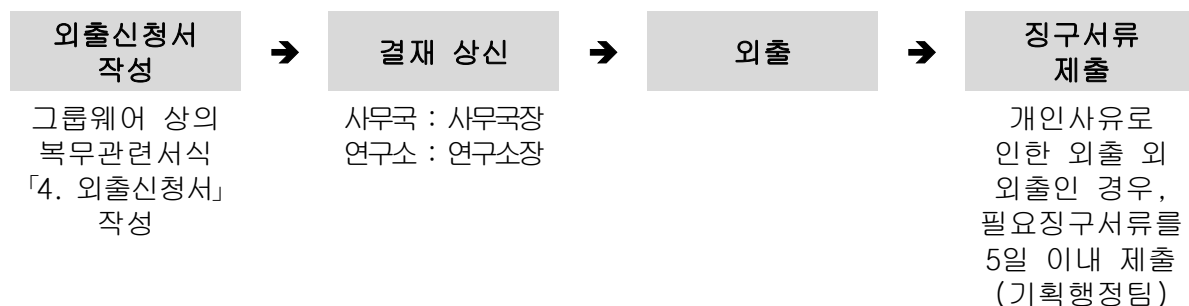 외출신청서
작성
➔
결재 상신
➔
외출
➔
징구서류
제출
그룹웨어 상의
복무관련서식
「4. 외출신청서」
작성
사무국 : 사무국장
연구소 : 연구소장
개인사유로
인한 외출 외
외출인 경우,
필요징구서류를
5일 이내 제출
(기획행정팀)